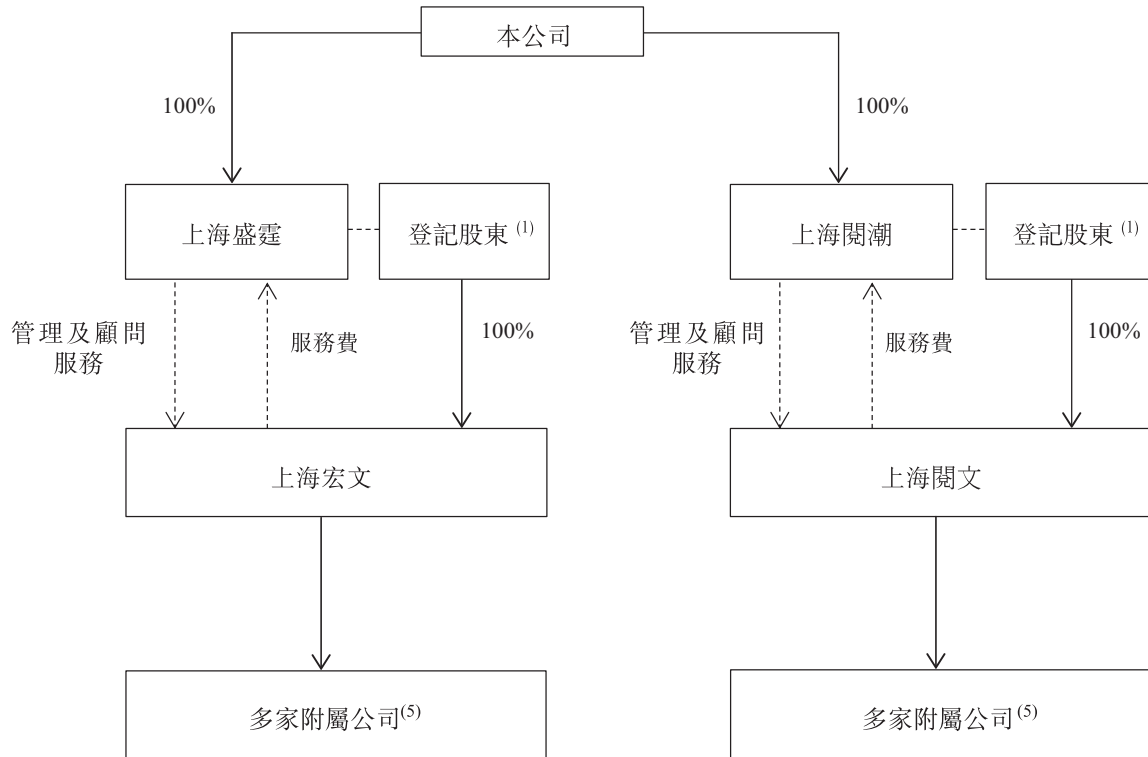 本公司
100%
100%
上海盛霆
登記股東 (1)
上海閱潮
登記股東 (1)
管理及顧問
服務
服務費
100%
管理及顧問
服務
服務費
100%
上海宏文
上海閱文
多家附屬公司(5)
多家附屬公司(5)